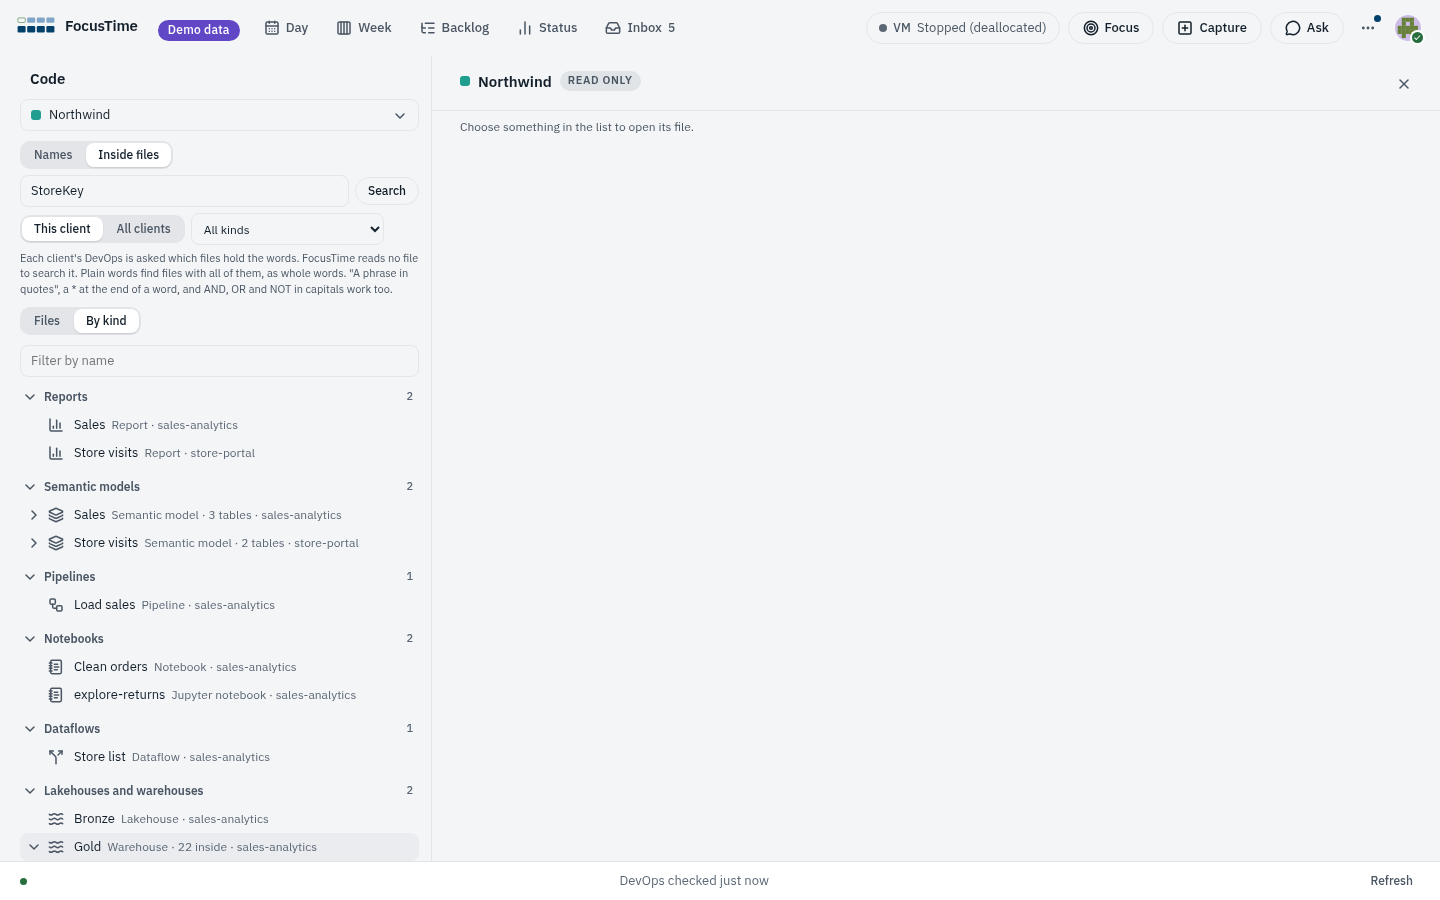 FocusTime
Demo data
Day
Week
Backlog
Status
Inbox 5
VM Stopped (deallocated)
Focus
Capture
Ask
Code
Northwind
Names
Inside files
StoreKey
Search
This client
All clients
All kinds
Each client's DevOps is asked which files hold the words. FocusTime reads no file
to search it. Plain words find files with all of them, as whole words. "A phrase in
quotes", a * at the end of a word, and AND, OR and NOT in capitals work too.
Files
By kind
Filter by name
Reports 2
Sales Report · sales-analytics
Store visits Report · store-portal
Semantic models 2
Sales Semantic model · 3 tables · sales-analytics
Store visits Semantic model · 2 tables · store-portal
Pipelines 1
Load sales Pipeline · sales-analytics
Notebooks 2
Clean orders Notebook · sales-analytics
explore-returns Jupyter notebook · sales-analytics
Dataflows 1
Store list Dataflow · sales-analytics
Lakehouses and warehouses 2
Bronze Lakehouse · sales-analytics
Gold Warehouse · 22 inside · sales-analytics
Northwind READ ONLY
Choose something in the list to open its file.
DevOps checked just now
Refresh